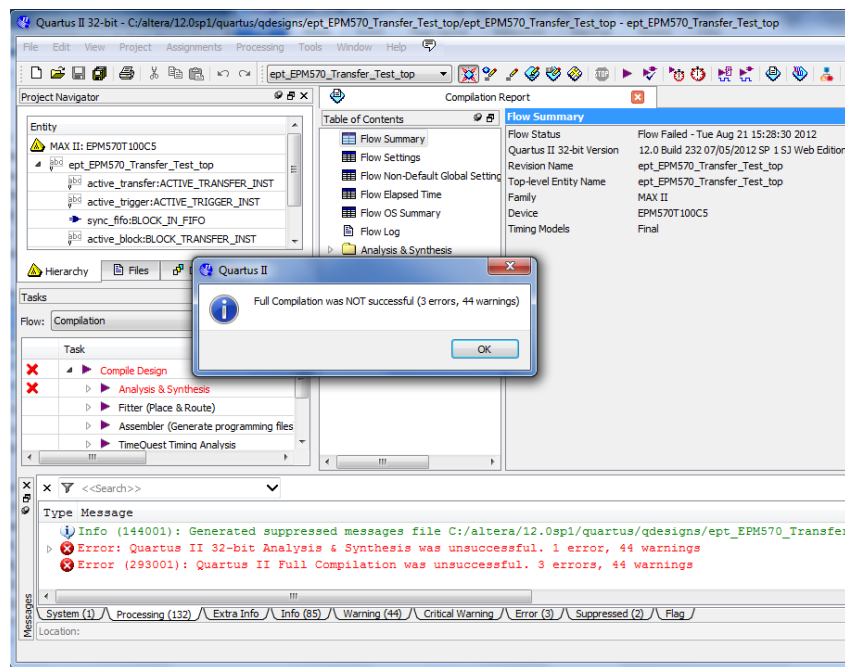 Quartus II 32-bit - C:/altera/12.0sp1/quartus/qdesigns/ept_EPM570_Transfer_Test_top/ept_EPM570_Transfer_Test_top - ept_EPM570_Transfer_Test_top
File Edit View Project Assignments Processing Tools Window Help
ept_EPM570_Transfer_Test_top
Project Navigator
Compilation Report
Entity
MAX II: EPM570T100C5
ept_EPM570_Transfer_Test_top
active_transfer:ACTIVE_TRANSFER_INST
active_trigger:ACTIVE_TRIGGER_INST
sync_fifo:BLOCK_IN_FIFO
active_block:BLOCK_TRANSFER_INST
Hierarchy Files
Table of Contents
Flow Summary
Flow Settings
Flow Non-Default Global Setting
Flow Elapsed Time
Flow OS Summary
Flow Log
Analysis & Synthesis
Flow Summary
Flow Status Flow Failed - Tue Aug 21 15:28:30 2012
Quartus II 32-bit Version 12.0 Build 232 07/05/2012 SP 1 SJ Web Edition
Revision Name ept_EPM570_Transfer_Test_top
Top-level Entity Name ept_EPM570_Transfer_Test_top
Family MAX II
Device EPM570T100C5
Timing Models Final
Quartus II
Full Compilation was NOT successful (3 errors, 44 warnings)
OK
Tasks
Flow: Compilation
Task
Compile Design
Analysis & Synthesis
Fitter (Place & Route)
Assembler (Generate programming files
TimeQuest Timing Analysis
<<Search>>
Type Message
Info (144001): Generated suppressed messages file C:/altera/12.0sp1/quartus/qdesigns/ept_EPM570_Transfer
Error: Quartus II 32-bit Analysis & Synthesis was unsuccessful. 1 error, 44 warnings
Error (293001): Quartus II Full Compilation was unsuccessful. 3 errors, 44 warnings
System (1) Processing (132) Extra Info Info (85) Warning (44) Critical Warning Error (3) Suppressed (2) Flag
Messages
Location: